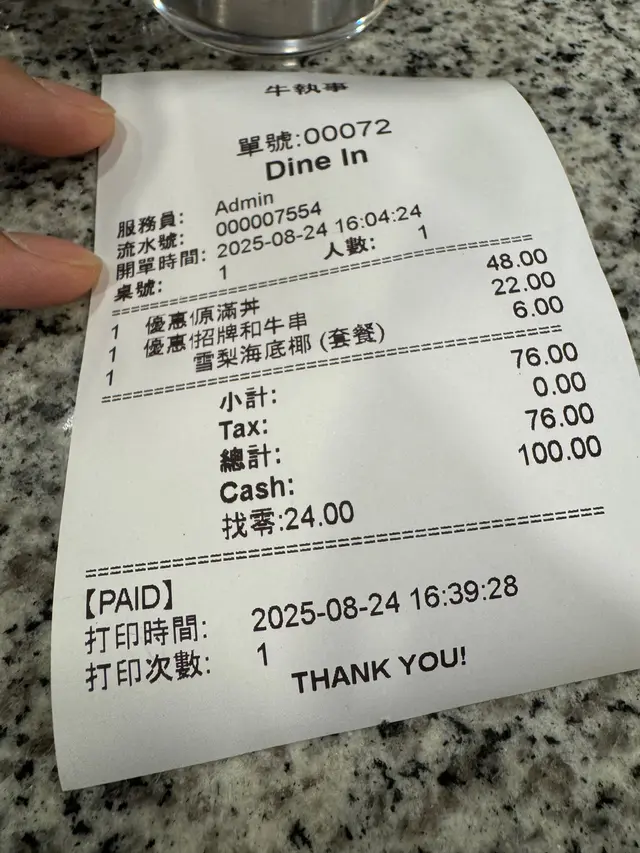 牛執事
單號:00072
Dine In
服務員: Admin
流水號: 000007554
開單時間: 2025-08-24 16:04:24
桌號: 1 人數: 1
1 優惠(原滿丼 48.00
1 優惠(招牌和牛串 22.00
1 雪梨海底椰 (套餐) 6.00
小計: 76.00
Tax: 0.00
總計: 76.00
Cash: 100.00
找零:24.00
【PAID】
打印時間: 2025-08-24 16:39:28
打印次數: 1
THANK YOU!